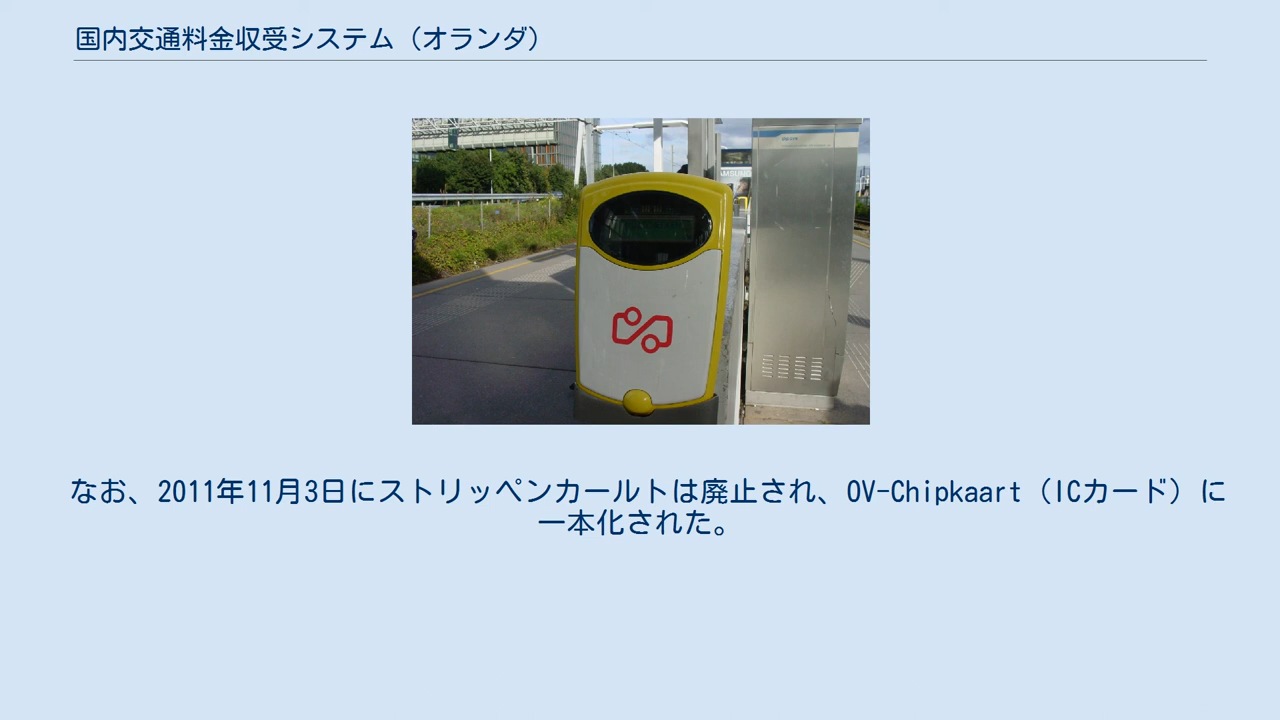 国内交通料金収受システム（オランダ）
AMSUNG
なお、2011年11月3日にストリッペンカールトは廃止され、OV-Chipkaart（ICカード）に
一本化された。